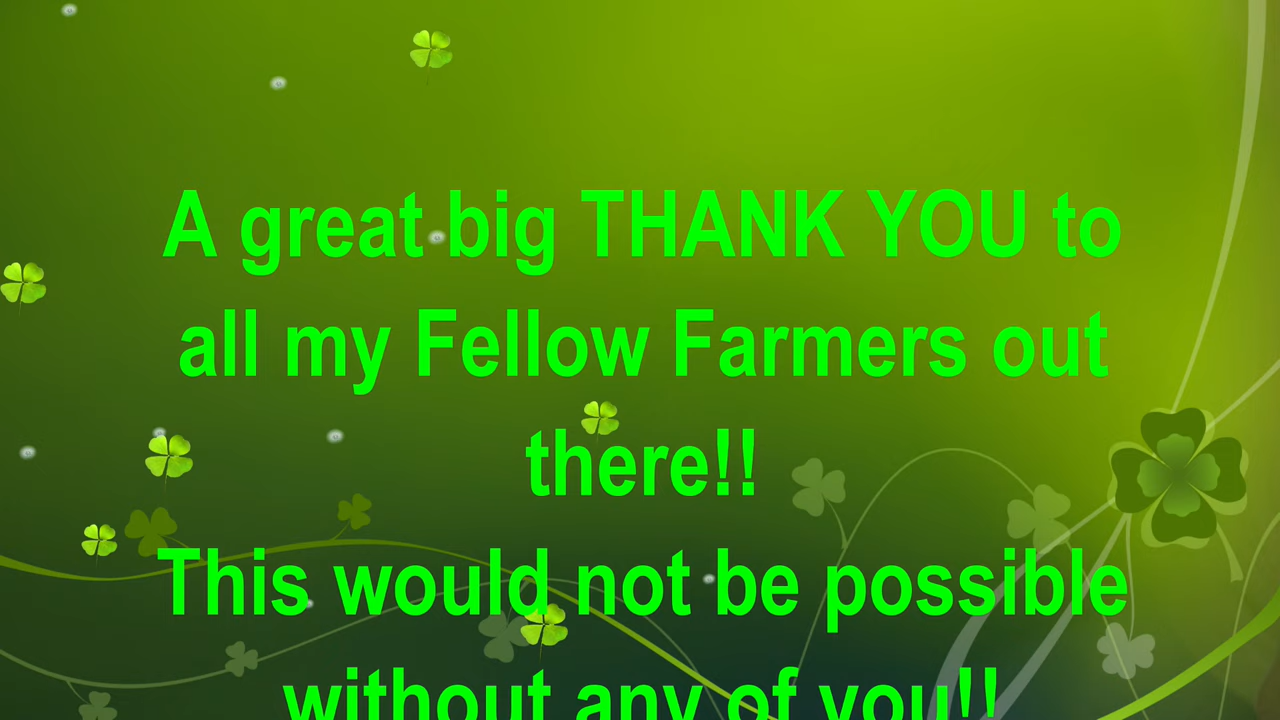 A great big THANK YOU to
all my Fellow Farmers out
there!!
This would not be possible
without any of you!!